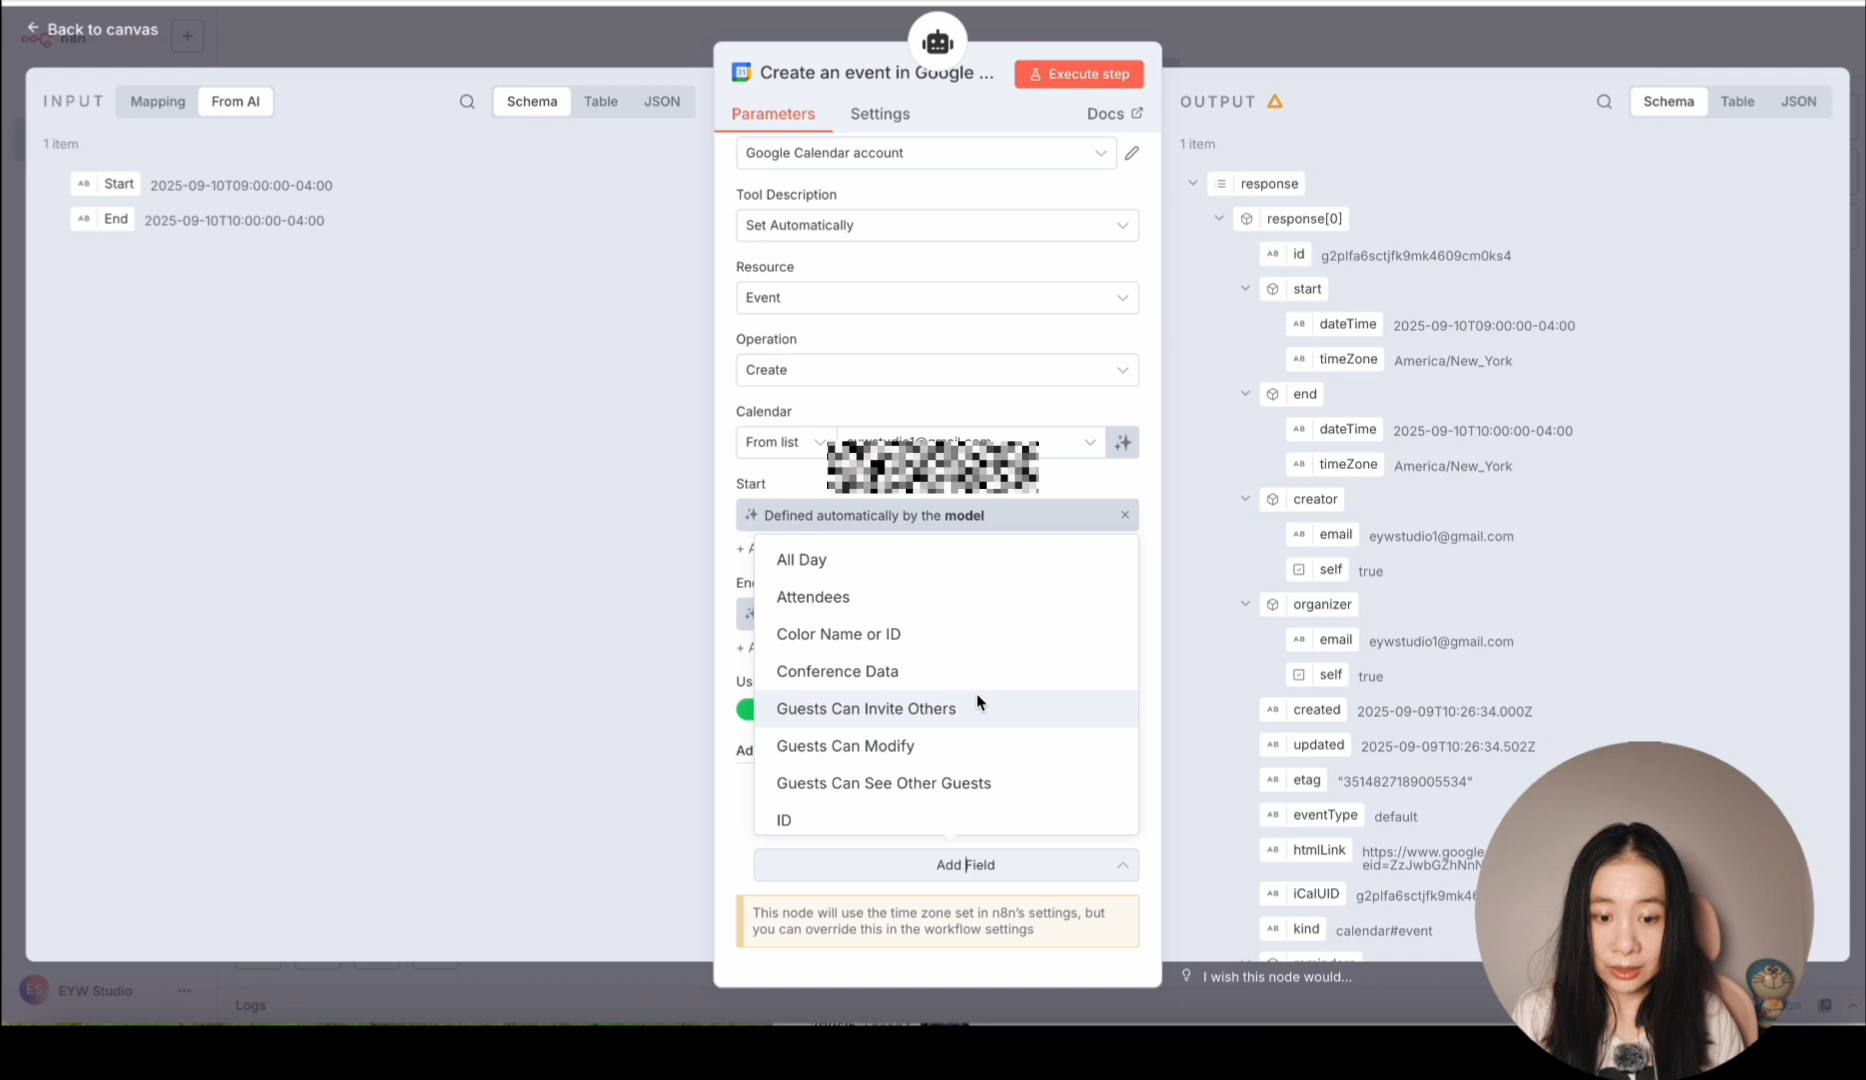 Back to canvas
n8n
INPUT
Mapping
From AI
Schema
Table
JSON
1 item
AB Start 2025-09-10T09:00:00-04:00
AB End 2025-09-10T10:00:00-04:00
31 Create an event in Google ...
Execute step
Parameters
Settings
Docs
Google Calendar account
Tool Description
Set Automatically
Resource
Event
Operation
Create
Calendar
From list
Start
Defined automatically by the model
All Day
Attendees
Color Name or ID
Conference Data
Guests Can Invite Others
Guests Can Modify
Guests Can See Other Guests
ID
Add Field
This node will use the time zone set in n8n's settings, but
you can override this in the workflow settings
OUTPUT
Schema
Table
JSON
1 item
response
response[0]
AB id g2plfa6sctjfk9mk4609cm0ks4
start
AB dateTime 2025-09-10T09:00:00-04:00
AB timeZone America/New_York
end
AB dateTime 2025-09-10T10:00:00-04:00
AB timeZone America/New_York
creator
AB email eywstudio1@gmail.com
self true
organizer
AB email eywstudio1@gmail.com
self true
AB created 2025-09-09T10:26:34.000Z
AB updated 2025-09-09T10:26:34.502Z
AB etag "3514827189005534"
AB eventType default
AB htmlLink https://www.google
AB iCalUID g2plfa6sctjfk9mk46
AB kind calendar#event
I wish this node would...
ES EYW Studio
Logs